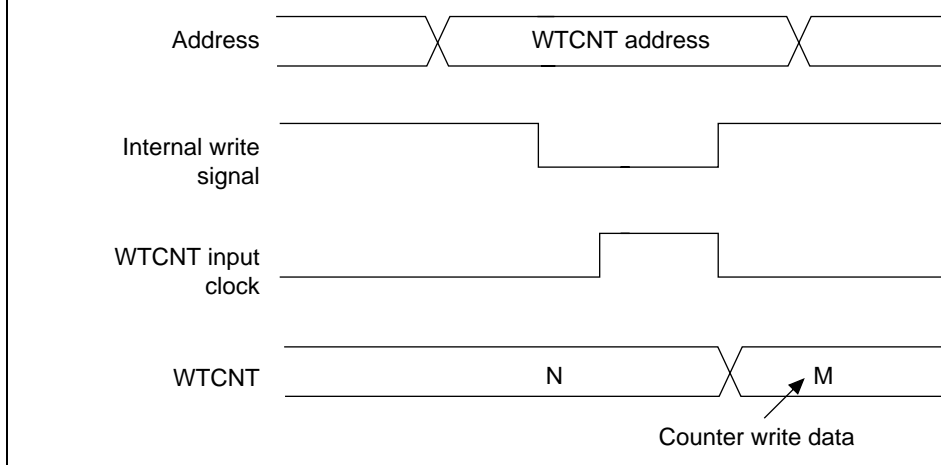 Address
WTCNT address
Internal write
signal
WTCNT input
clock
WTCNT
N
M
Counter write data